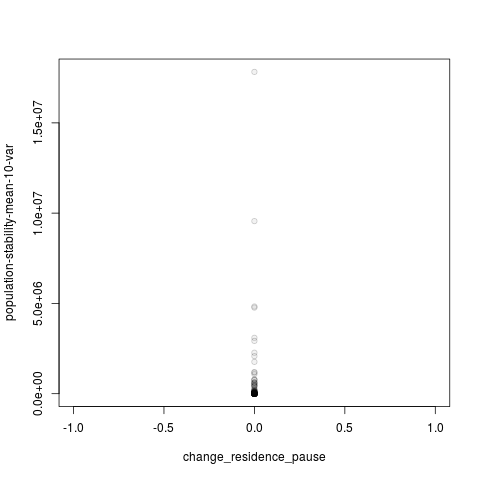 population-stability-mean-10-var
1.5e+07
1.0e+07
5.0e+06
0.0e+00
-1.0
-0.5
0.0
0.5
1.0
change_residence_pause